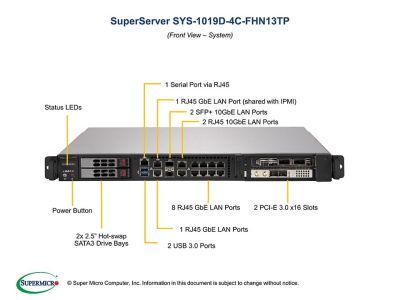 SuperServer SYS-1019D-4C-FHN13TP
(Front View – System)
1 Serial Port via RJ45
Status LEDs
1 RJ45 GbE LAN Port (shared with IPMI)
2 SFP+ 10GbE LAN Ports
2 RJ45 10GbE LAN Ports
Power Button
8 RJ45 GbE LAN Ports
2 PCI-E 3.0 x16 Slots
2x 2.5" Hot-swap
SATA3 Drive Bays
1 RJ45 GbE LAN Ports
2 USB 3.0 Ports
SUPERMICRO
© Super Micro Computer, Inc. Information in this document is subject to change without notice.